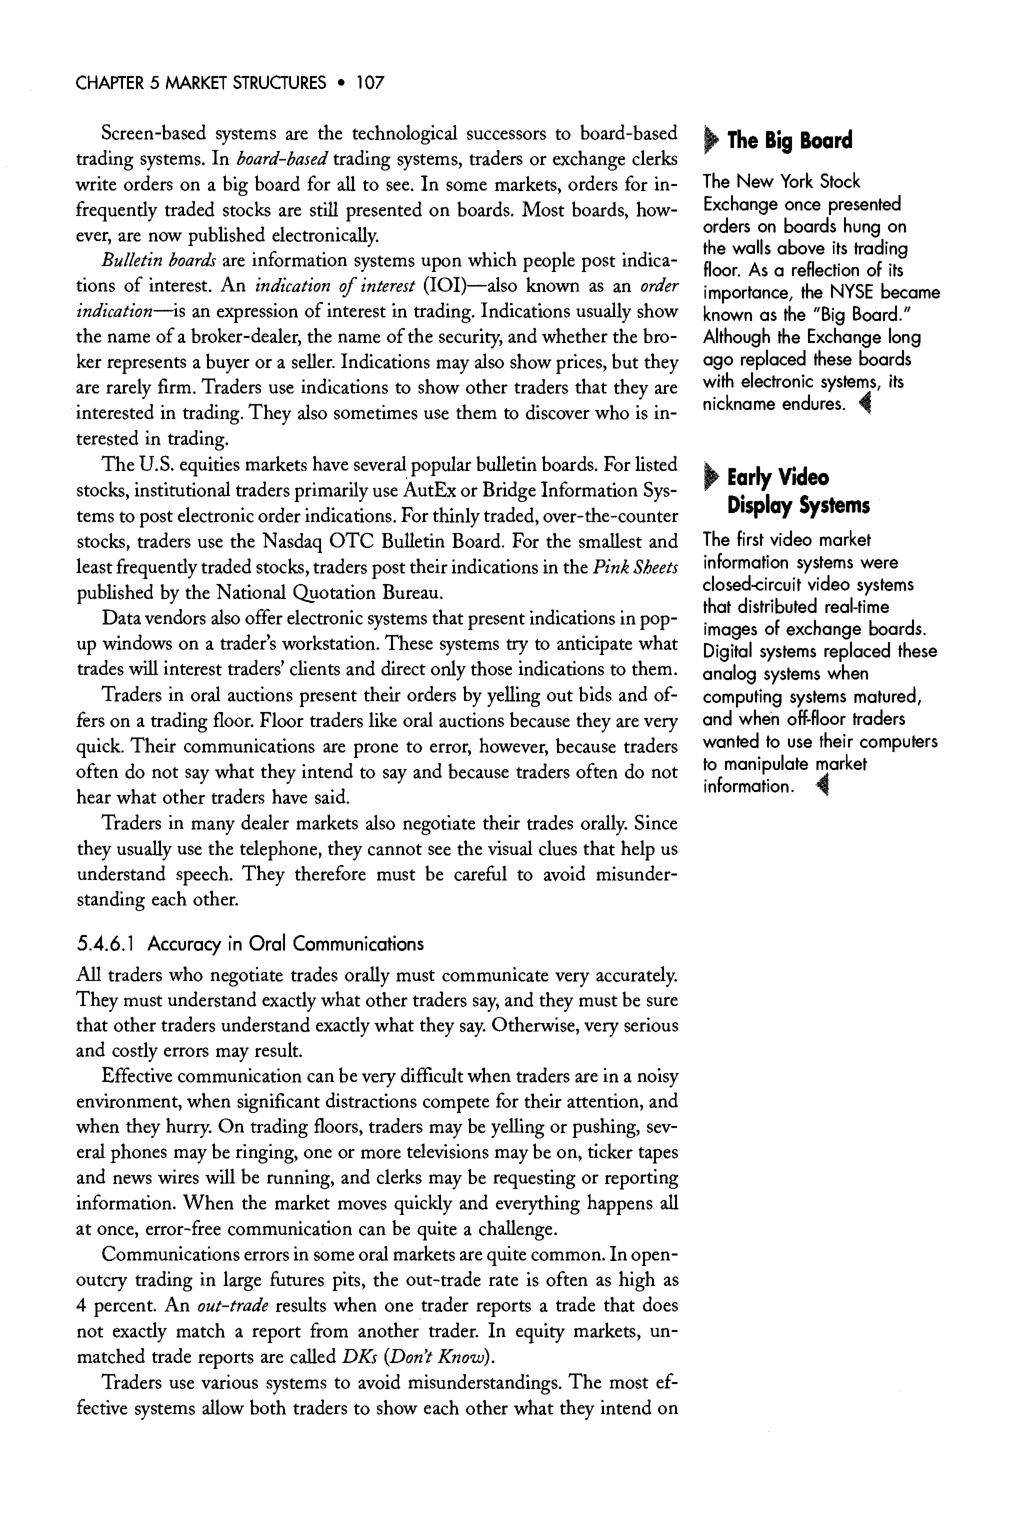 CHAPTER 5 MARKET STRUCTURES • 107
Screen-based systems are the technological successors to board-based
trading systems. In board-based trading systems, traders or exchange clerks
write orders on a big board for all to see. In some markets, orders for in-
frequently traded stocks are still presented on boards. Most boards, how-
ever, are now published electronically.
Bulletin boards are information systems upon which people post indica-
tions of interest. An indication of interest (IOI)—also known as an order
indication—is an expression of interest in trading. Indications usually show
the name of a broker-dealer, the name of the security, and whether the bro-
ker represents a buyer or a seller. Indications may also show prices, but they
are rarely firm. Traders use indications to show other traders that they are
interested in trading. They also sometimes use them to discover who is in-
terested in trading.
The U.S. equities markets have several popular bulletin boards. For listed
stocks, institutional traders primarily use AutEx or Bridge Information Sys-
tems to post electronic order indications. For thinly traded, over-the-counter
stocks, traders use the Nasdaq OTC Bulletin Board. For the smallest and
least frequently traded stocks, traders post their indications in the Pink Sheets
published by the National Quotation Bureau.
Data vendors also offer electronic systems that present indications in pop-
up windows on a trader's workstation. These systems try to anticipate what
trades will interest traders' clients and direct only those indications to them.
Traders in oral auctions present their orders by yelling out bids and of-
fers on a trading floor. Floor traders like oral auctions because they are very
quick. Their communications are prone to error, however, because traders
often do not say what they intend to say and because traders often do not
hear what other traders have said.
Traders in many dealer markets also negotiate their trades orally. Since
they usually use the telephone, they cannot see the visual clues that help us
understand speech. They therefore must be careful to avoid misunder-
standing each other.
5.4.6.1 Accuracy in Oral Communications
All traders who negotiate trades orally must communicate very accurately.
They must understand exactly what other traders say, and they must be sure
that other traders understand exactly what they say. Otherwise, very serious
and costly errors may result.
Effective communication can be very difficult when traders are in a noisy
environment, when significant distractions compete for their attention, and
when they hurry. On trading floors, traders may be yelling or pushing, sev-
eral phones may be ringing, one or more televisions may be on, ticker tapes
and news wires will be running, and clerks may be requesting or reporting
information. When the market moves quickly and everything happens all
at once, error-free communication can be quite a challenge.
Communications errors in some oral markets are quite common. In open-
outcry trading in large futures pits, the out-trade rate is often as high as
4 percent. An out-trade results when one trader reports a trade that does
not exactly match a report from another trader. In equity markets, un-
matched trade reports are called DKs (Don't Know).
Traders use various systems to avoid misunderstandings. The most ef-
fective systems allow both traders to show each other what they intend on
The Big Board
The New York Stock
Exchange once presented
orders on boards hung on
the walls above its trading
floor. As a reflection of its
importance, the NYSE became
known as the "Big Board."
Although the Exchange long
ago replaced these boards
with electronic systems, its
nickname endures.
Early Video
Display Systems
The first video market
information systems were
closed-circuit video systems
that distributed real-time
images of exchange boards.
Digital systems replaced these
analog systems when
computing systems matured,
and when off-floor traders
wanted to use their computers
to manipulate market
information.